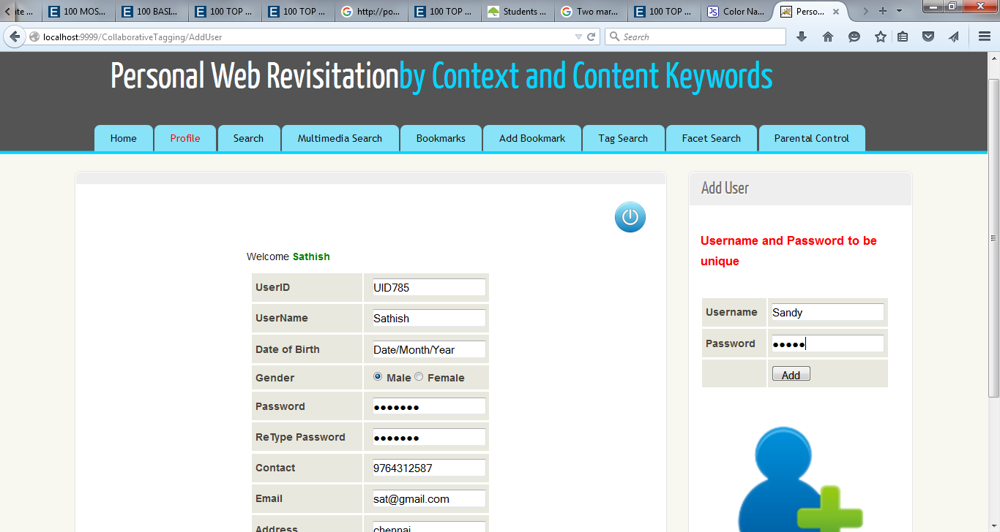 ate ...
100 MOS...
100 BASI...
100 TOP ...
100 TOP ...
http://po...
100 TOP ...
Students ...
Two mar...
100 TOP ...
Color Na...
Perso...
localhost:9999/CollaborativeTagging/AddUser
Search
Personal Web Revisitationby Context and Content Keywords
Home Profile Search Multimedia Search Bookmarks Add Bookmark Tag Search Facet Search Parental Control
Welcome Sathish
UserID UID785
UserName Sathish
Date of Birth Date/Month/Year
Gender Male Female
Password
ReType Password
Contact 9764312587
Email sat@gmail.com
Address chennai
Add User
Username and Password to be
unique
Username Sandy
Password
Add